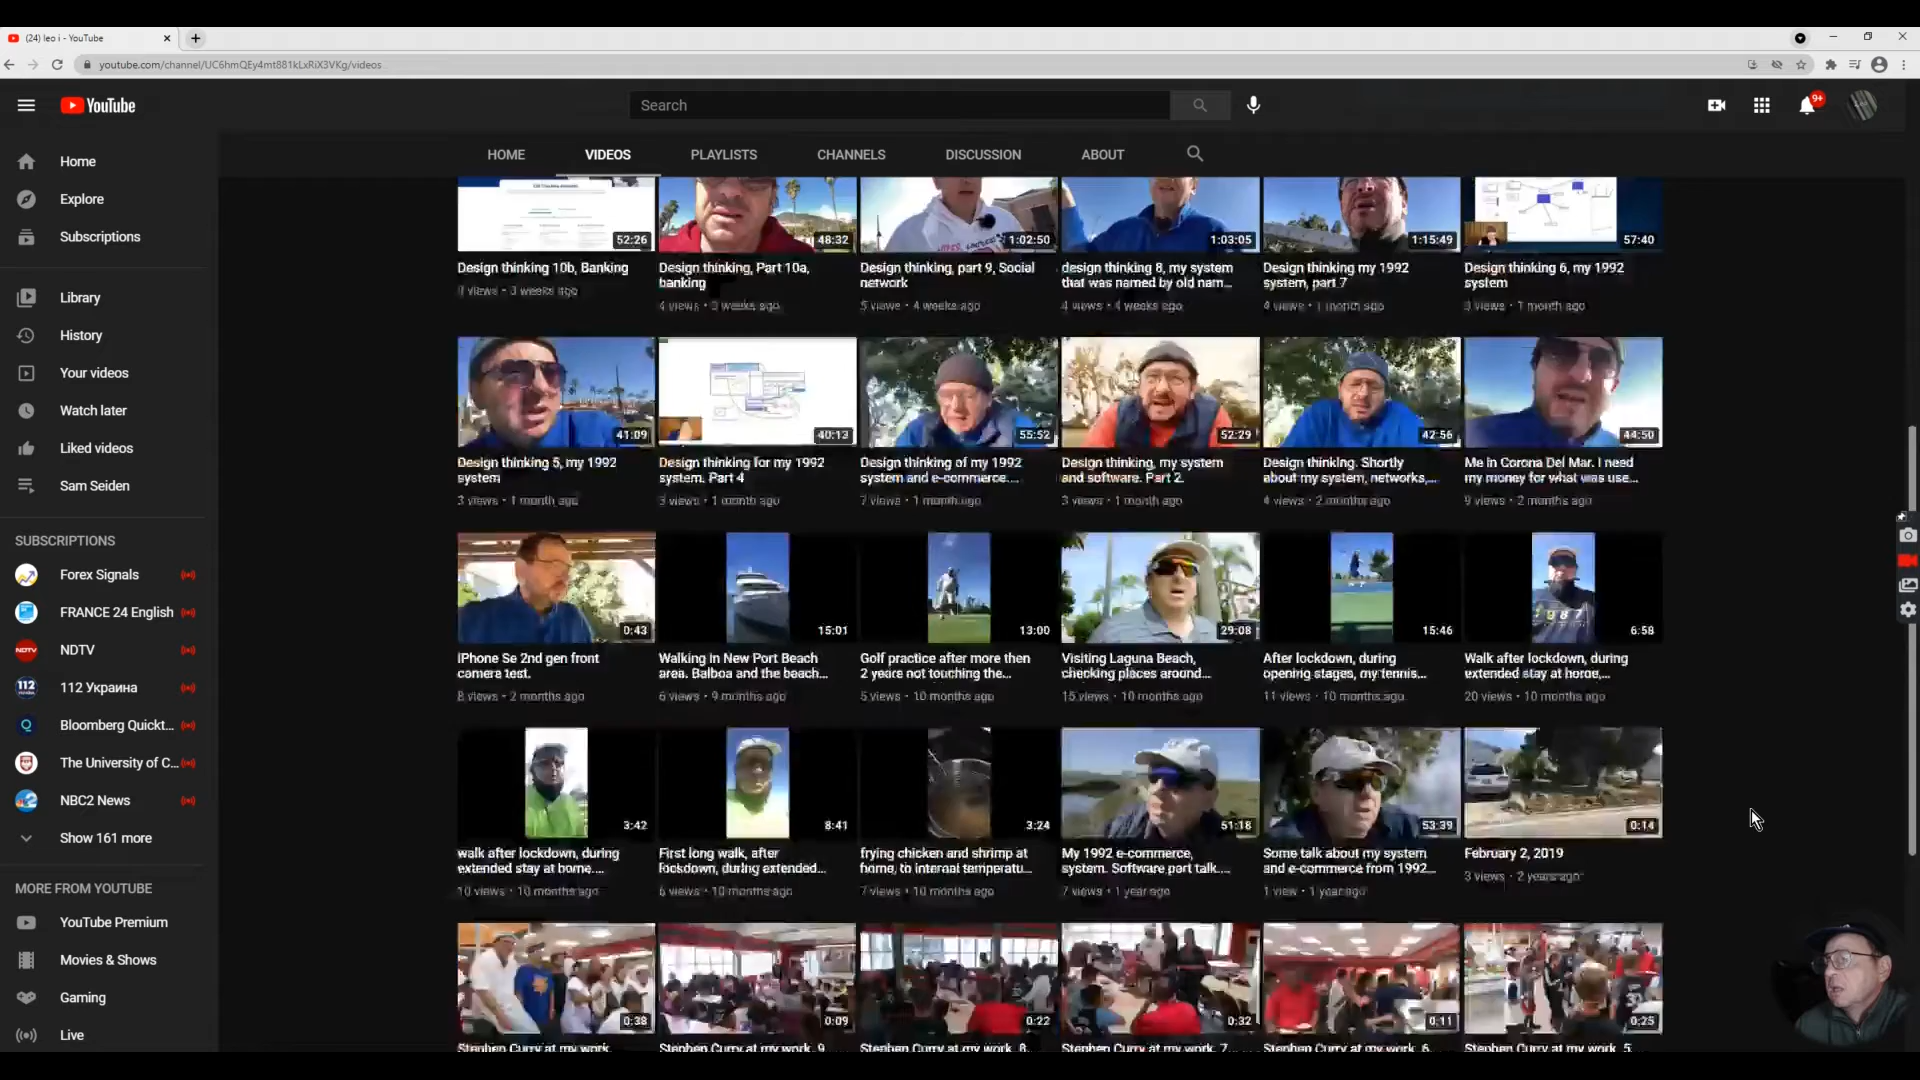 (24) leo i - YouTube
youtube.com/channel/UC6hmQEy4mt881kLxRiX3VKg/videos
YouTube
Search
9+
HOME
VIDEOS
PLAYLISTS
CHANNELS
DISCUSSION
ABOUT
Home
Explore
Subscriptions
Library
History
Your videos
Watch later
Liked videos
Sam Seiden
SUBSCRIPTIONS
Forex Signals
FRANCE 24 English
NDTV
112 Україна
Bloomberg Quickt...
The University of C...
NBC2 News
Show 161 more
MORE FROM YOUTUBE
YouTube Premium
Movies & Shows
Gaming
Live
52:26
48:32
1:02:50
1:03:05
1:15:49
57:40
Design thinking 10b, Banking
3 weeks ago
Design thinking, Part 10a,
banking
4 views • 3 weeks ago
Design thinking, part 9, Social
network
5 views • 4 weeks ago
design thinking 8, my system
that was named by old nam...
4 views • 4 weeks ago
Design thinking my 1992
system, part 7
4 views • 1 month ago
Design thinking 6, my 1992
system
3 views • 1 month ago
41:09
40:13
55:52
52:29
42:56
44:50
Design thinking 5, my 1992
system
3 views • 1 month ago
Design thinking for my 1992
system. Part 4
3 views • 1 month ago
Design thinking of my 1992
system and e-commerce....
7 views • 1 month ago
Design thinking, my system
and software. Part 2.
3 views • 1 month ago
Design thinking. Shortly
about my system, networks,...
4 views • 2 months ago
Me in Corona Del Mar. I need
my money for what was use...
9 views • 2 months ago
0:43
15:01
13:00
29:08
15:46
6:58
iPhone Se 2nd gen front
camera test.
8 views • 2 months ago
Walking in New Port Beach
area. Balboa and the beach...
6 views • 9 months ago
Golf practice after more then
2 years not touching the...
5 views • 10 months ago
Visiting Laguna Beach,
checking places around...
15 views • 10 months ago
After lockdown, during
opening stages, my tennis...
11 views • 10 months ago
Walk after lockdown, during
extended stay at home,...
20 views • 10 months ago
3:42
8:41
3:24
51:18
53:39
0:14
walk after lockdown, during
extended stay at home....
10 views • 10 months ago
First long walk, after
lockdown, during extended...
6 views • 10 months ago
frying chicken and shrimp at
home, to internal temperatu...
7 views • 10 months ago
My 1992 e-commerce,
system. Software part talk....
7 views • 1 year ago
Some talk about my system
and e-commerce from 1992...
1 view • 1 year ago
February 2, 2019
3 views • 2 years ago
0:38
0:09
0:22
0:32
0:11
0:25
Stephen Curry at my work.
Stephen Curry at my work. 9
Stephen Curry at my work. 8
Stephen Curry at my work. 7
Stephen Curry at my work. 6
Stephen Curry at my work. 5